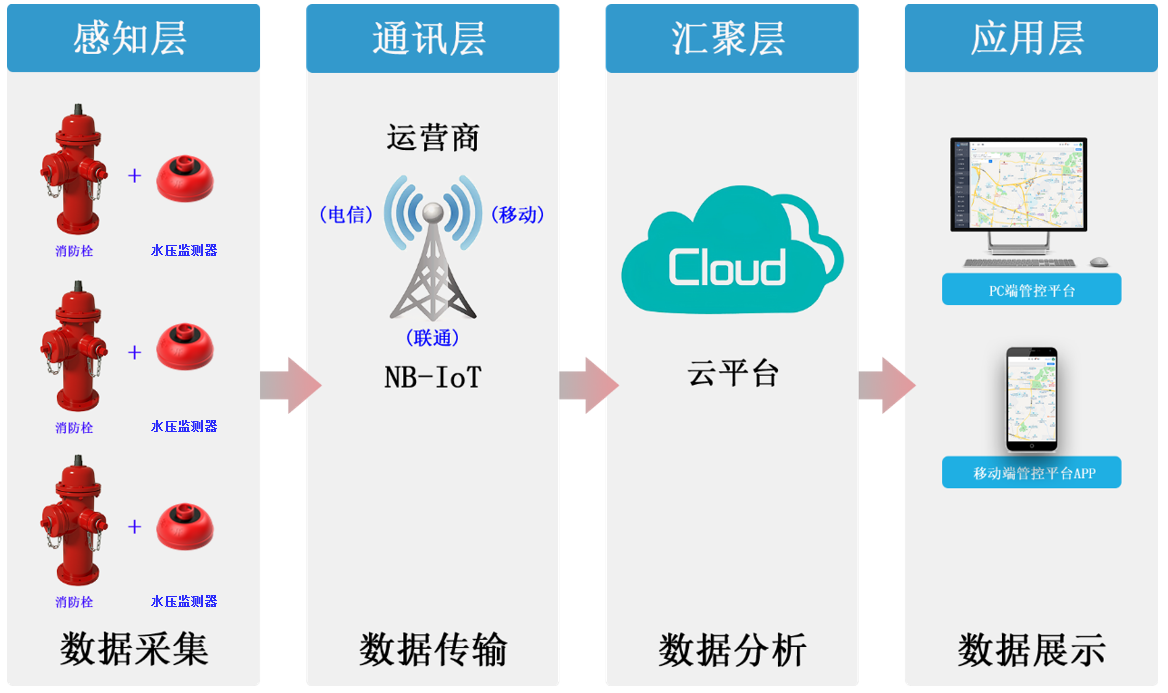 感知层
消防栓
+
水压监测器
消防栓
+
水压监测器
消防栓
+
水压监测器
数据采集
通讯层
运营商
(电信)
(移动)
(联通)
NB-IoT
数据传输
汇聚层
Cloud
云平台
数据分析
应用层
PC端管控平台
移动端管控平台APP
数据展示